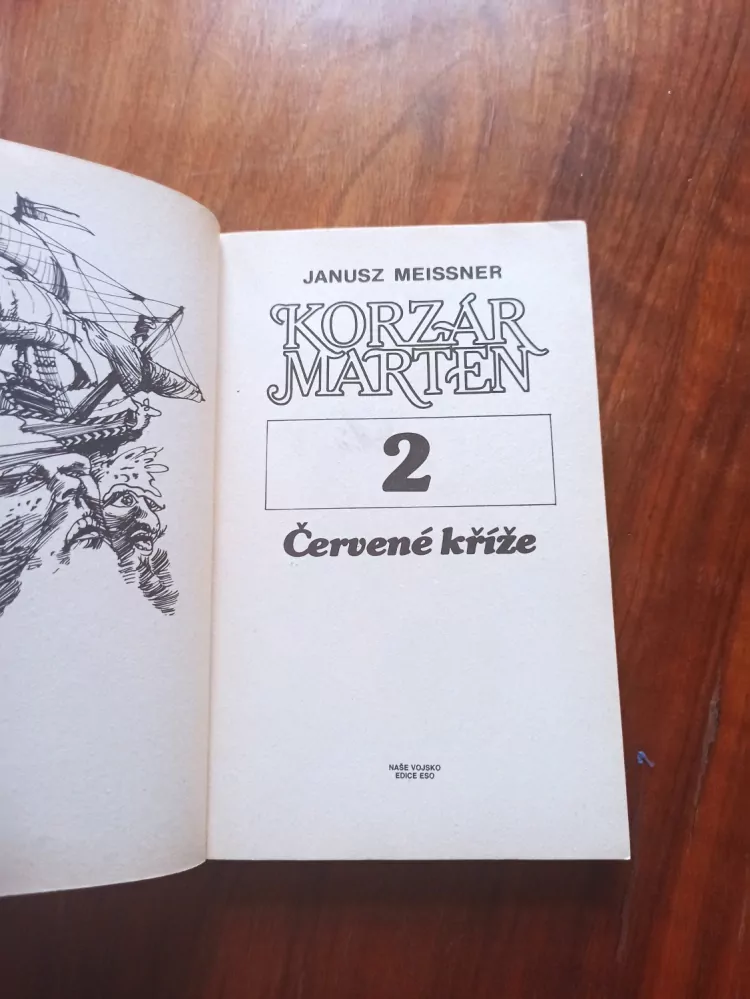 JANUSZ MEISSNER
KORZÁR
MARTEN
2
Červené kříže
NAŠE VOJSKO
EDICE ESO